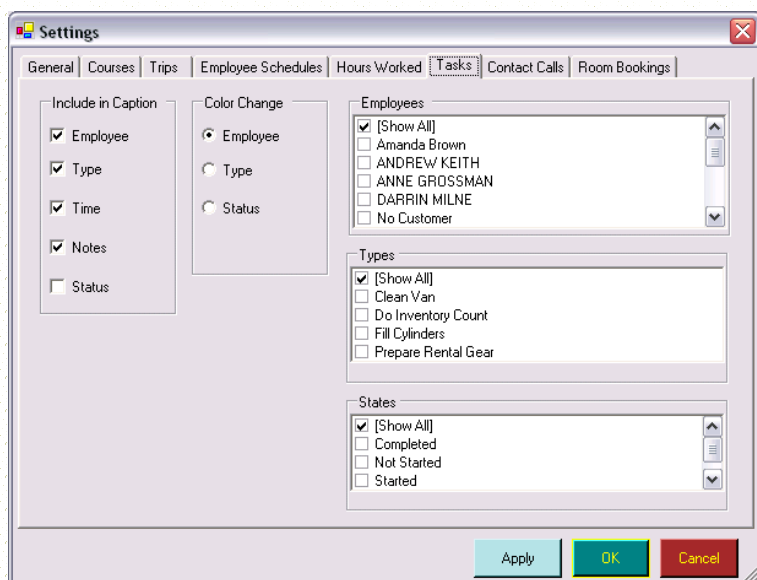 Settings
General Courses Trips Employee Schedules Hours Worked Tasks Contact Calls Room Bookings
Include in Caption
Employee
Type
Time
Notes
Status
Color Change
Employee
Type
Status
Employees
[Show All]
Amanda Brown
ANDREW KEITH
ANNE GROSSMAN
DARRIN MILNE
No Customer
Types
[Show All]
Clean Van
Do Inventory Count
Fill Cylinders
Prepare Rental Gear
States
[Show All]
Completed
Not Started
Started
Apply OK Cancel